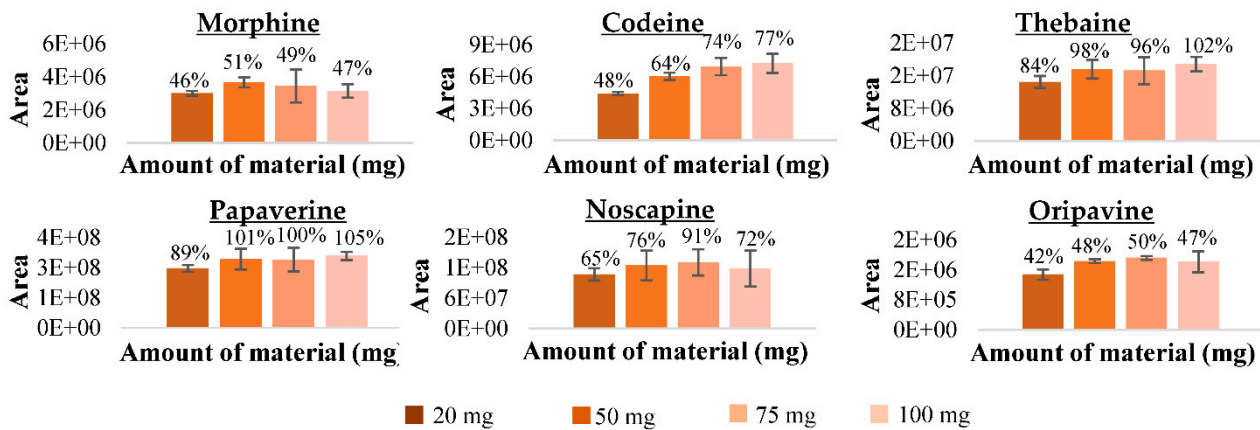 Morphine
Area
6E+06
4E+06
2E+06
0E+00
46%
51%
49%
47%
Amount of material (mg)
Codeine
Area
9E+06
6E+06
3E+06
0E+00
48%
64%
74%
77%
Amount of material (mg)
Thebaine
Area
2E+07
2E+07
8E+06
0E+00
84%
98%
96%
102%
Amount of material (mg)
Papaverine
Area
4E+08
3E+08
1E+08
0E+00
89%
101%
100%
105%
Amount of material (mg)
Noscapine
Area
2E+08
1E+08
6E+07
0E+00
65%
76%
91%
72%
Amount of material (mg)
Oripavine
Area
2E+06
2E+06
8E+05
0E+00
42%
48%
50%
47%
Amount of material (mg)
20 mg
50 mg
75 mg
100 mg